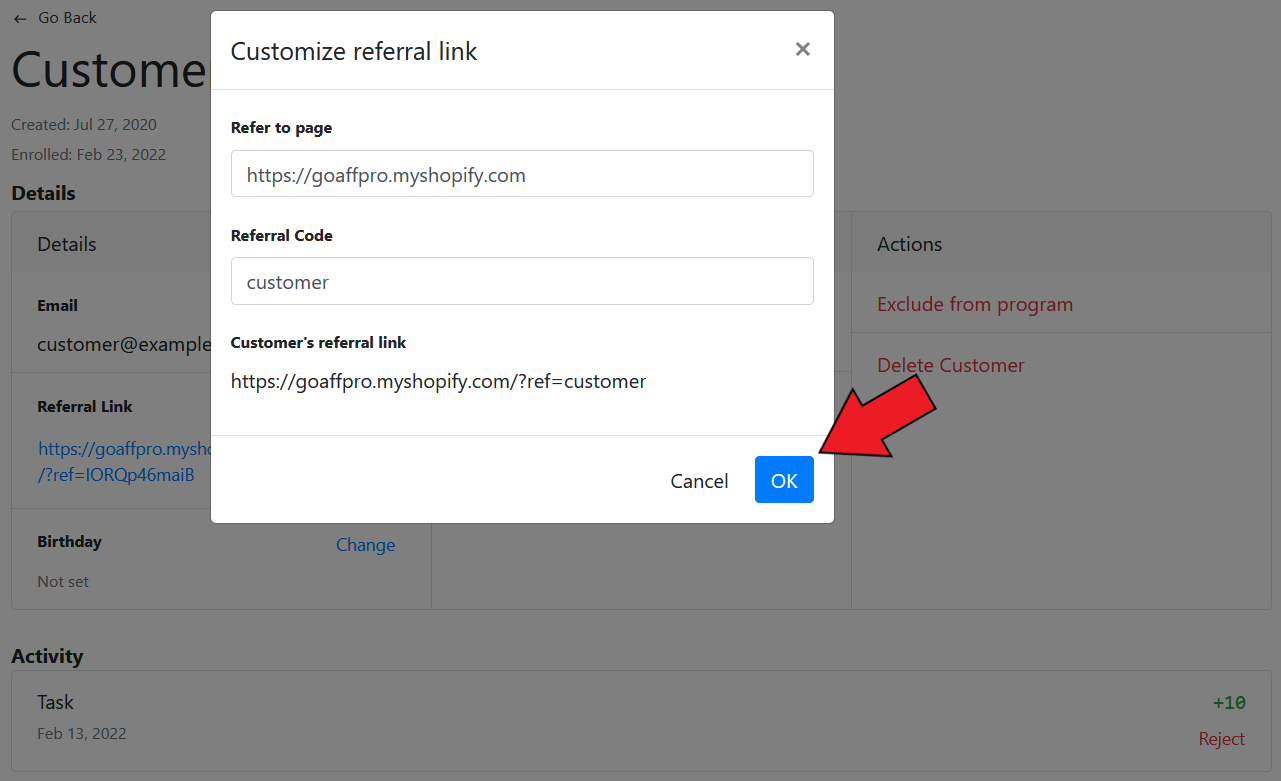 ← Go Back
Custome
Created: Jul 27, 2020
Enrolled: Feb 23, 2022
Details
Details
Email
customer@example
Referral Link
https://goaffpro.mysho
/?ref=IORQp46maiB
Birthday
Change
Not set
Customize referral link
×
Refer to page
https://goaffpro.myshopify.com
Referral Code
customer
Customer's referral link
https://goaffpro.myshopify.com/?ref=customer
Cancel
OK
Actions
Exclude from program
Delete Customer
Activity
Task
+10
Feb 13, 2022
Reject